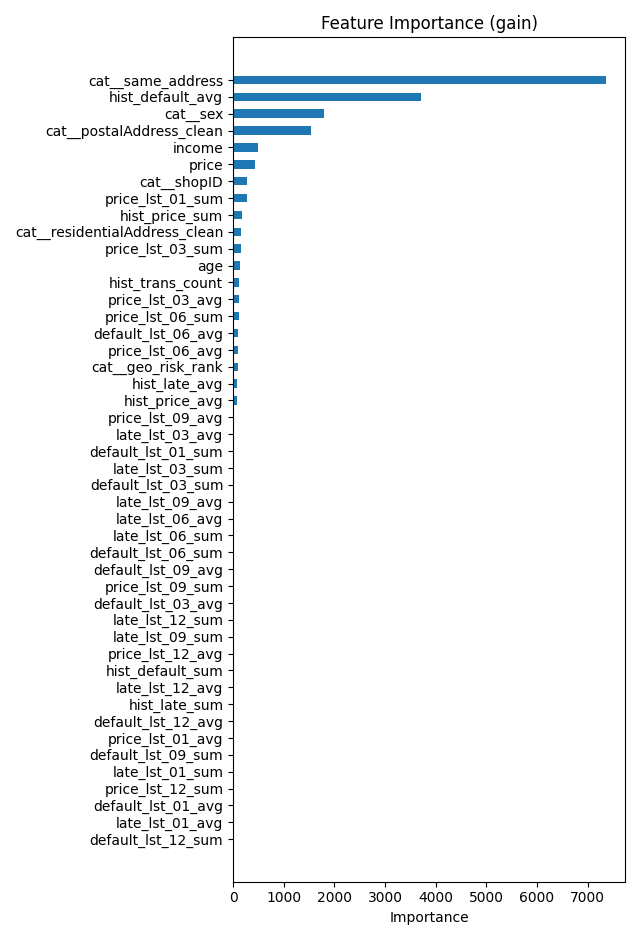 Feature Importance (gain)
cat__same_address
hist_default_avg
cat__sex
cat__postalAddress_clean
income
price
cat__shopID
price_lst_01_sum
hist_price_sum
cat__residentialAddress_clean
price_lst_03_sum
age
hist_trans_count
price_lst_03_avg
price_lst_06_sum
default_lst_06_avg
price_lst_06_avg
cat__geo_risk_rank
hist_late_avg
hist_price_avg
price_lst_09_avg
late_lst_03_avg
default_lst_01_sum
late_lst_03_sum
default_lst_03_sum
late_lst_09_avg
late_lst_06_avg
late_lst_06_sum
default_lst_06_sum
default_lst_09_avg
price_lst_09_sum
default_lst_03_avg
late_lst_12_sum
late_lst_09_sum
price_lst_12_avg
hist_default_sum
late_lst_12_avg
hist_late_sum
default_lst_12_avg
price_lst_01_avg
default_lst_09_sum
late_lst_01_sum
price_lst_12_sum
default_lst_01_avg
late_lst_01_avg
default_lst_12_sum
0 1000 2000 3000 4000 5000 6000 7000
Importance